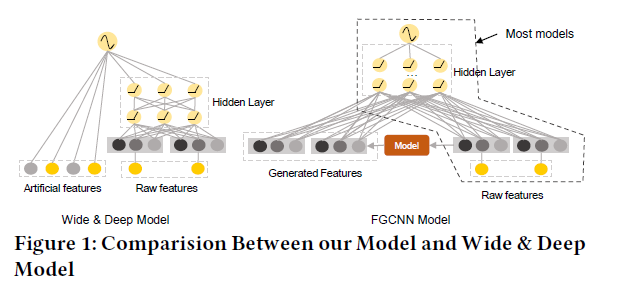 Most models
Hidden Layer
Hidden Layer
Model
Generated Features
Artificial features
Raw features
Raw features
Wide & Deep Model
FGCNN Model
Figure 1: Comparision Between our Model and Wide & Deep
Model